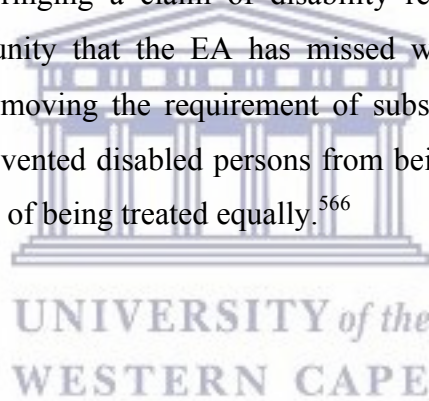 ringing a claim of disability re
unity that the EA has missed w
moving the requirement of subs
vented disabled persons from bei
of being treated equally.566
UNIVERSITY of the
WESTERN CAPE